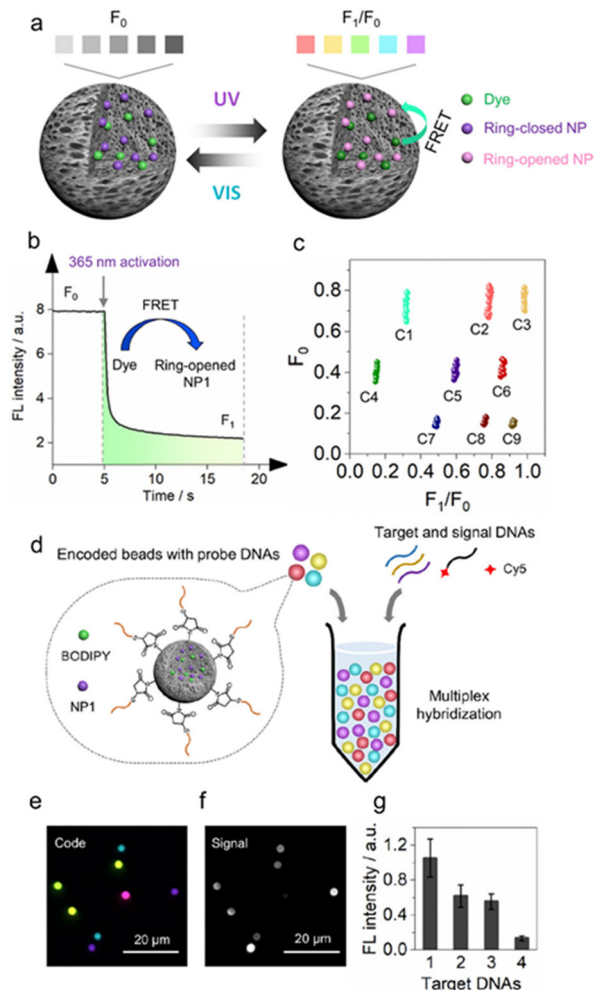 a
F0
F1/F0
UV
VIS
FRET
Dye
Ring-closed NP
Ring-opened NP
b
365 nm activation
F0
FRET
Dye
Ring-opened
NP1
F1
FL intensity / a.u.
8
6
4
2
0
5
10
15
20
Time / s
c
F0
0.8
0.6
0.4
0.2
0.0
C1
C2
C3
C4
C5
C6
C7
C8
C9
0.0 0.2 0.4 0.6 0.8 1.0
F1/F0
d
Encoded beads with probe DNAs
Target and signal DNAs
Cy5
BODIPY
NP1
Multiplex
hybridization
e
Code
20 μm
f
Signal
20 μm
g
FL intensity / a.u.
1.2
0.8
0.4
0.0
1 2 3 4
Target DNAs